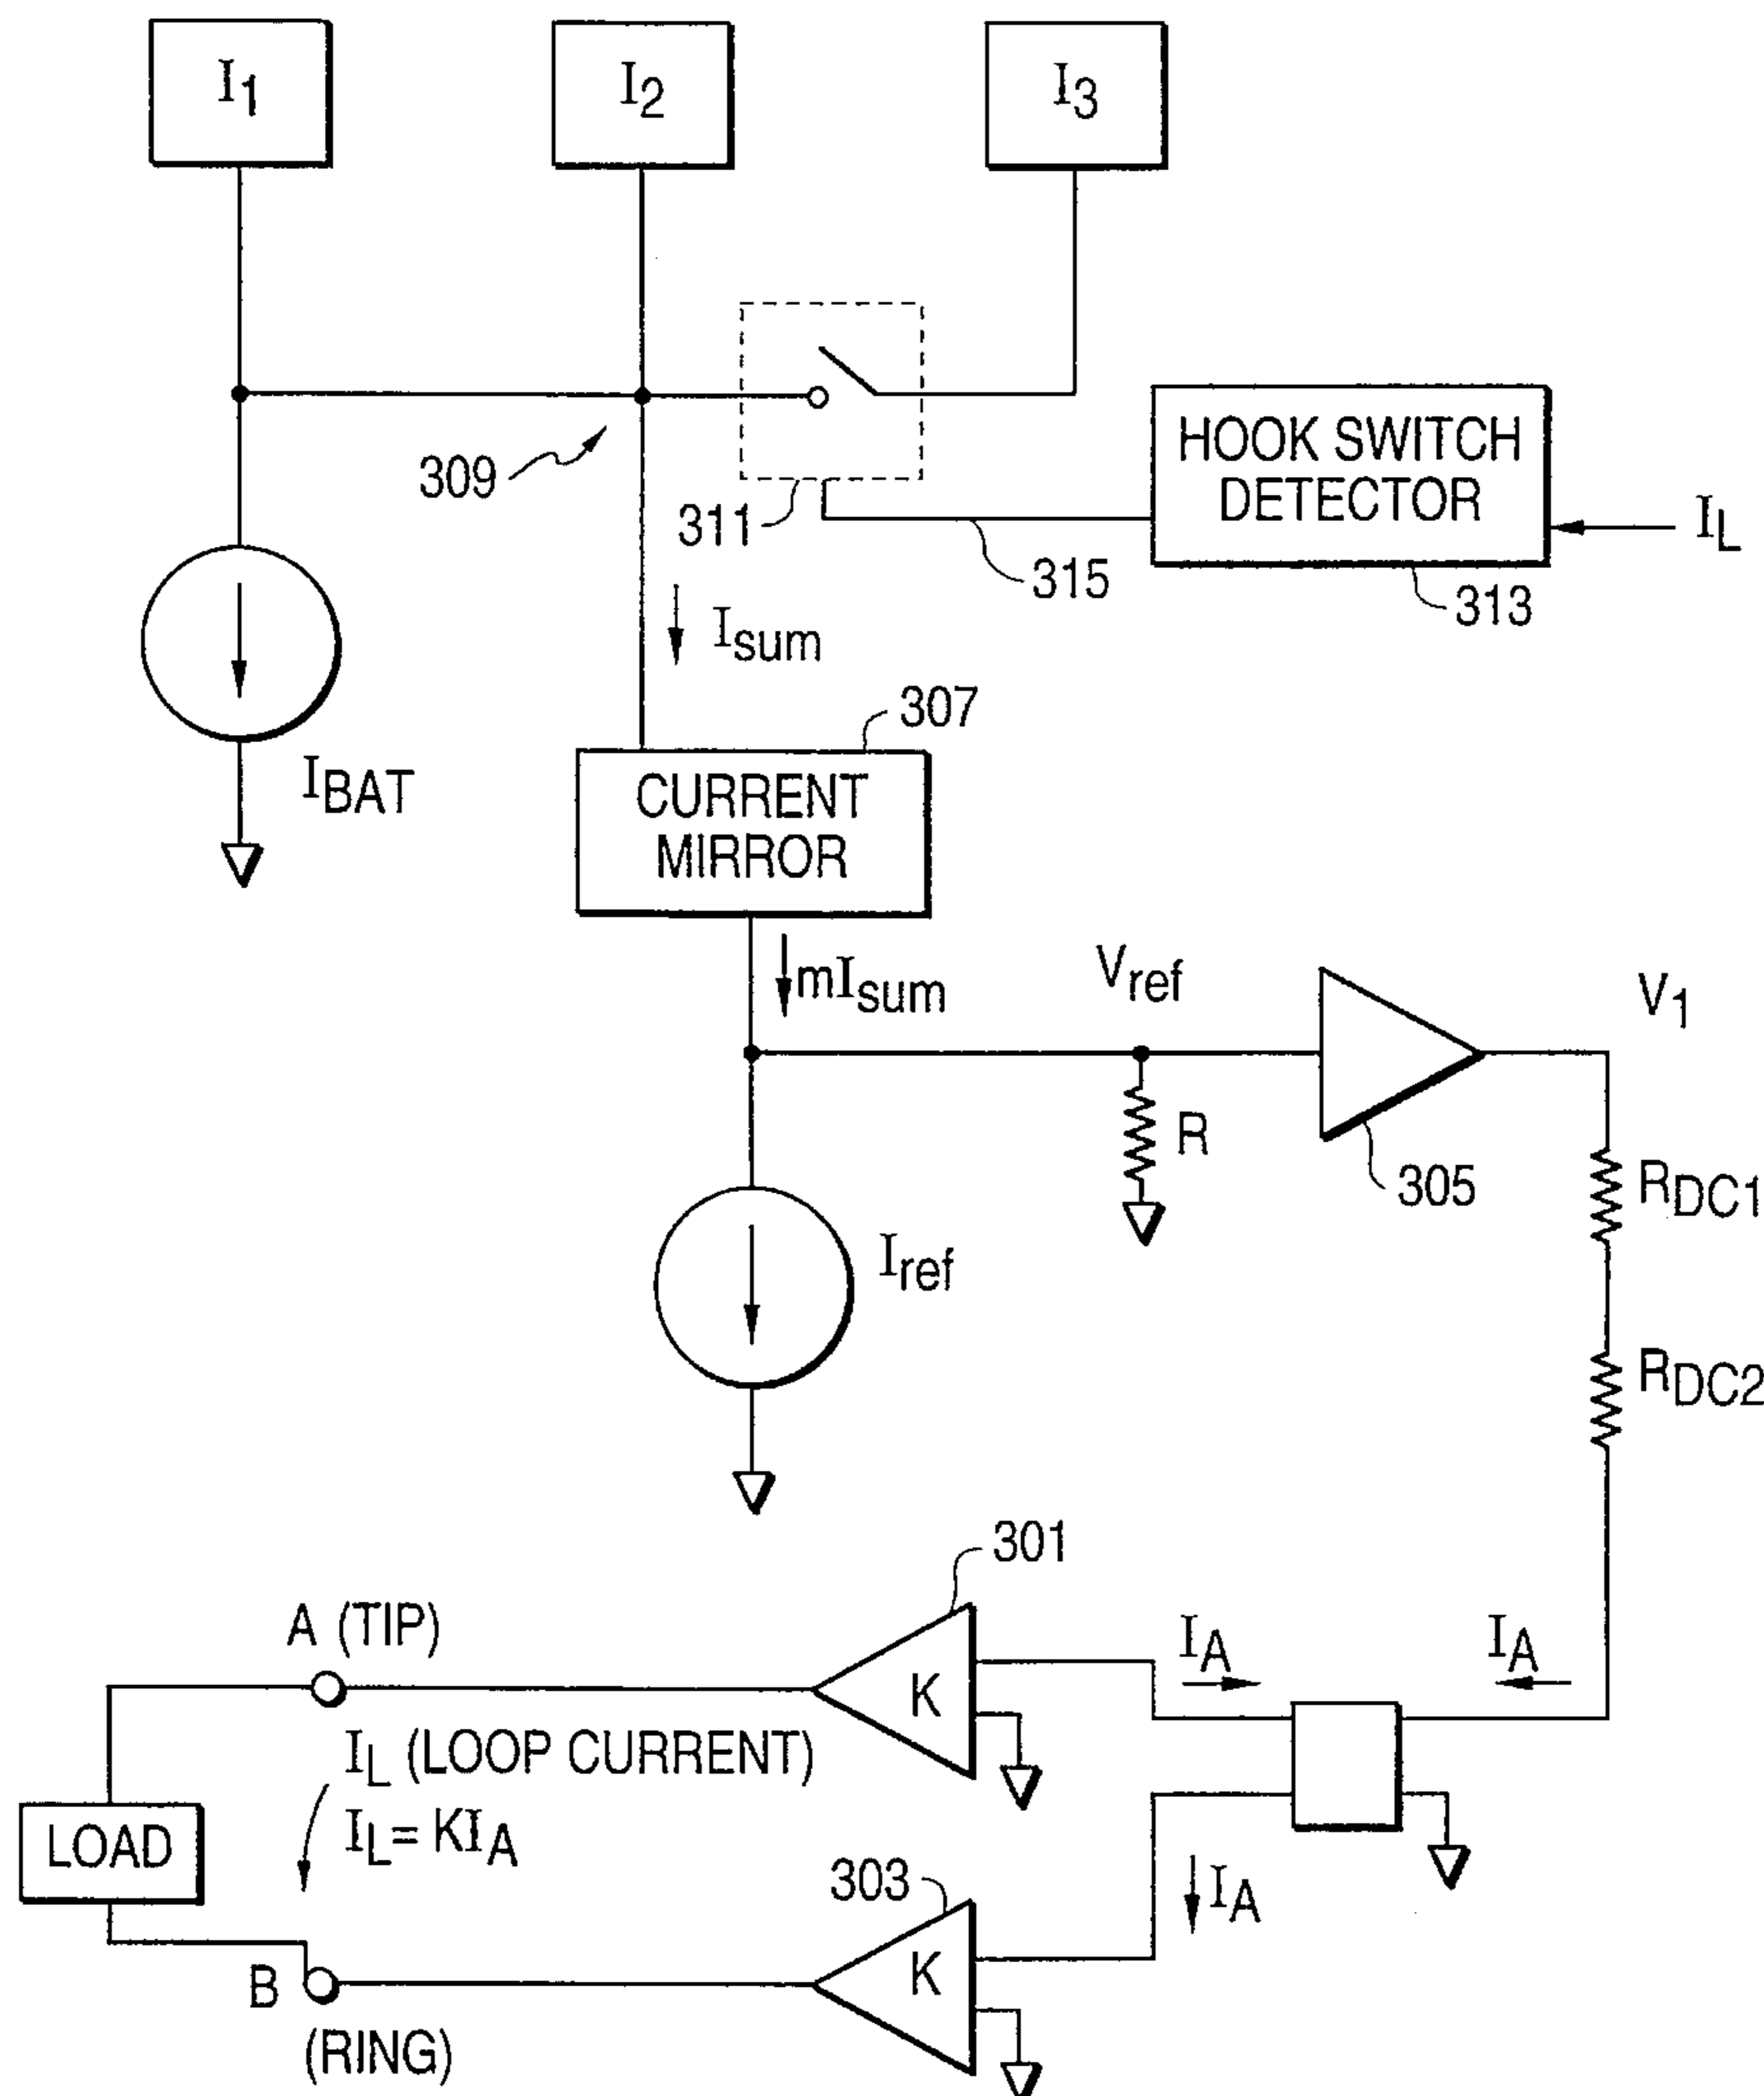 I1
I2
I3
309
311
HOOK SWITCH
DETECTOR
IL
315
313
Isum
307
IBAT
CURRENT
MIRROR
mIsum
Vref
V1
R
305
RDC1
Iref
RDC2
301
A (TIP)
IA
IA
K
IL (LOOP CURRENT)
IL= KIA
LOAD
303
IA
K
B
(RING)